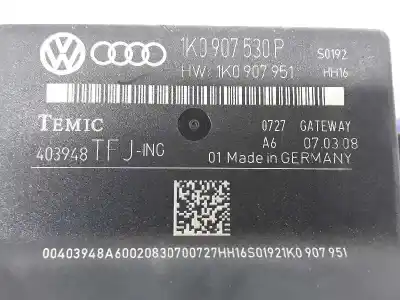 1K0 907 530 P S0192
HW: 1K0 907 951 HH16
TEMIC 0727 GATEWAY
403948 TFJ-INC A6 07.03.08
01 Made in GERMANY
00403948A60020830700727HH16S01921K0 907 951